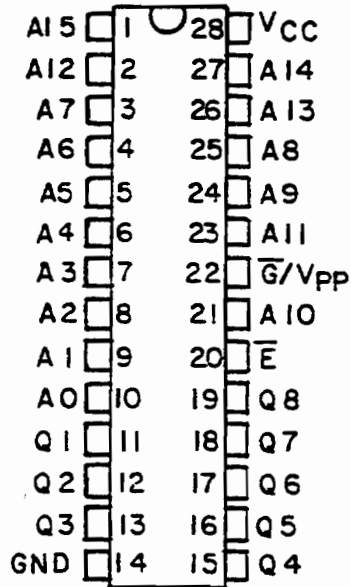 A15 1 28 VCC
A12 2 27 A14
A7 3 26 A13
A6 4 25 A8
A5 5 24 A9
A4 6 23 A11
A3 7 22 G̅/VPP
A2 8 21 A10
A1 9 20 E̅
A0 10 19 Q8
Q1 11 18 Q7
Q2 12 17 Q6
Q3 13 16 Q5
GND 14 15 Q4